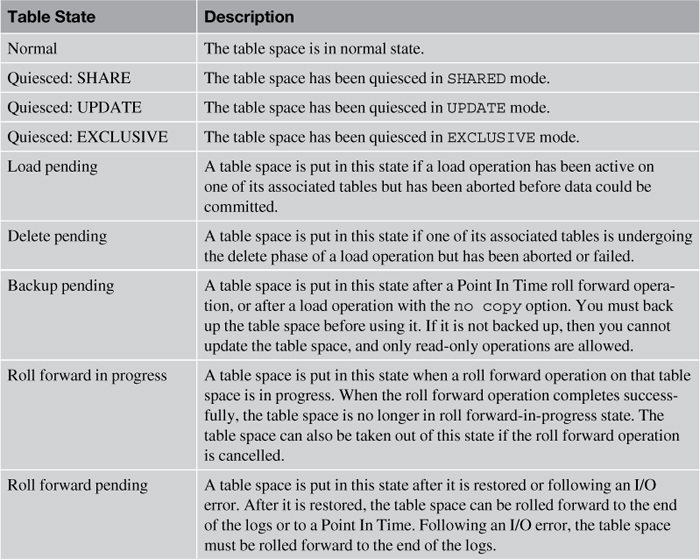 Table State Description
Normal The table space is in normal state.
Quiesced: SHARE The table space has been quiesced in SHARED mode.
Quiesced: UPDATE The table space has been quiesced in UPDATE mode.
Quiesced: EXCLUSIVE The table space has been quiesced in EXCLUSIVE mode.
Load pending A table space is put in this state if a load operation has been active on
one of its associated tables but has been aborted before data could be
committed.
Delete pending A table space is put in this state if one of its associated tables is undergoing
the delete phase of a load operation but has been aborted or failed.
Backup pending A table space is put in this state after a Point In Time roll forward opera-
tion, or after a load operation with the no copy option. You must back
up the table space before using it. If it is not backed up, then you cannot
update the table space, and only read-only operations are allowed.
Roll forward in progress A table space is put in this state when a roll forward operation on that table
space is in progress. When the roll forward operation completes success-
fully, the table space is no longer in roll forward-in-progress state. The
table space can also be taken out of this state if the roll forward operation
is cancelled.
Roll forward pending A table space is put in this state after it is restored or following an I/O
error. After it is restored, the table space can be rolled forward to the end
of the logs or to a Point In Time. Following an I/O error, the table space
must be rolled forward to the end of the logs.